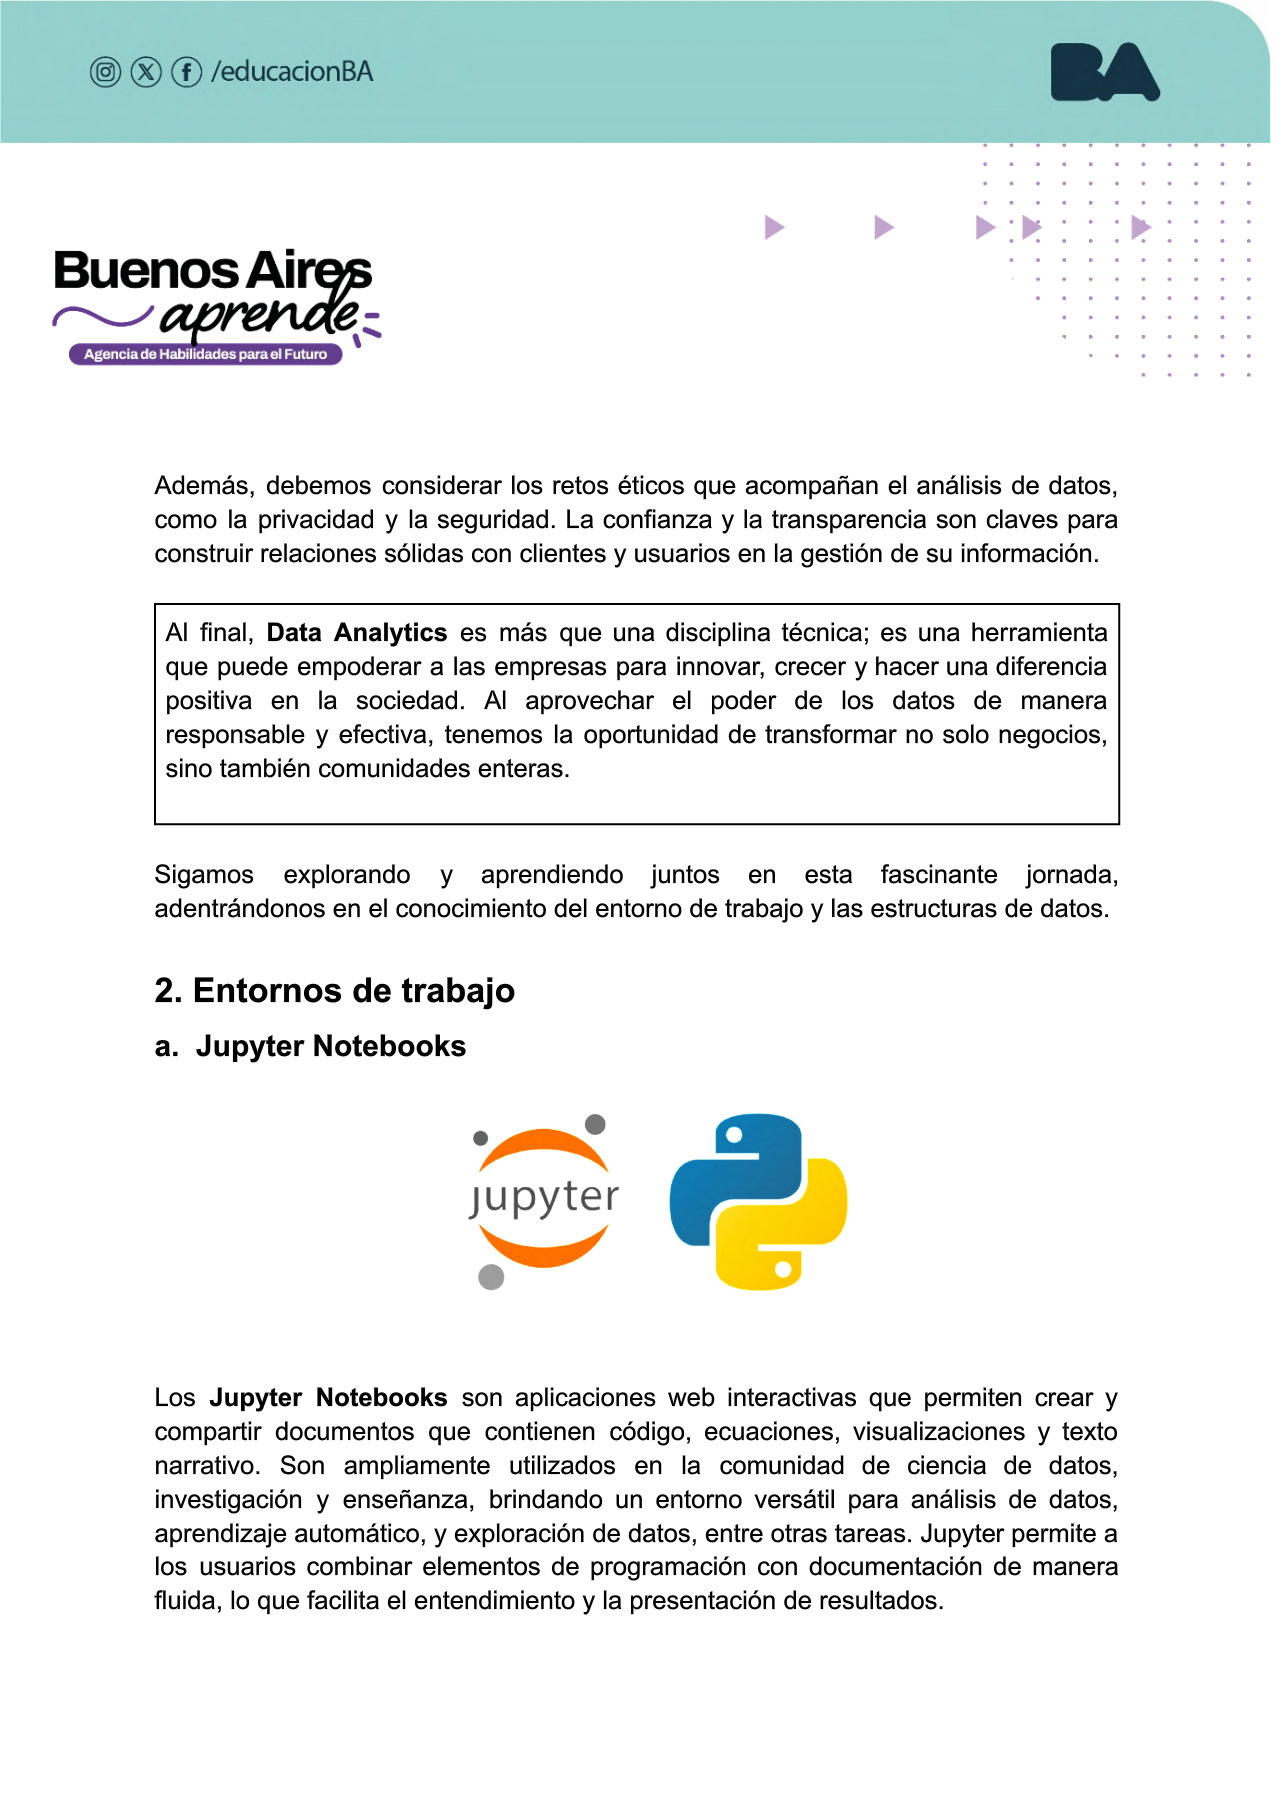 /educacionBA
BA
Buenos Aires
aprende
Agencia de Habilidades para el Futuro
Además, debemos considerar los retos éticos que acompañan el análisis de datos,
como la privacidad y la seguridad. La confianza y la transparencia son claves para
construir relaciones sólidas con clientes y usuarios en la gestión de su información.
Al final, Data Analytics es más que una disciplina técnica; es una herramienta
que puede empoderar a las empresas para innovar, crecer y hacer una diferencia
positiva en la sociedad. Al aprovechar el poder de los datos de manera
responsable y efectiva, tenemos la oportunidad de transformar no solo negocios,
sino también comunidades enteras.
Sigamos explorando y aprendiendo juntos en esta fascinante jornada,
adentrándonos en el conocimiento del entorno de trabajo y las estructuras de datos.
2. Entornos de trabajo
a. Jupyter Notebooks
jupyter
Los Jupyter Notebooks son aplicaciones web interactivas que permiten crear y
compartir documentos que contienen código, ecuaciones, visualizaciones y texto
narrativo. Son ampliamente utilizados en la comunidad de ciencia de datos,
investigación y enseñanza, brindando un entorno versátil para análisis de datos,
aprendizaje automático, y exploración de datos, entre otras tareas. Jupyter permite a
los usuarios combinar elementos de programación con documentación de manera
fluida, lo que facilita el entendimiento y la presentación de resultados.